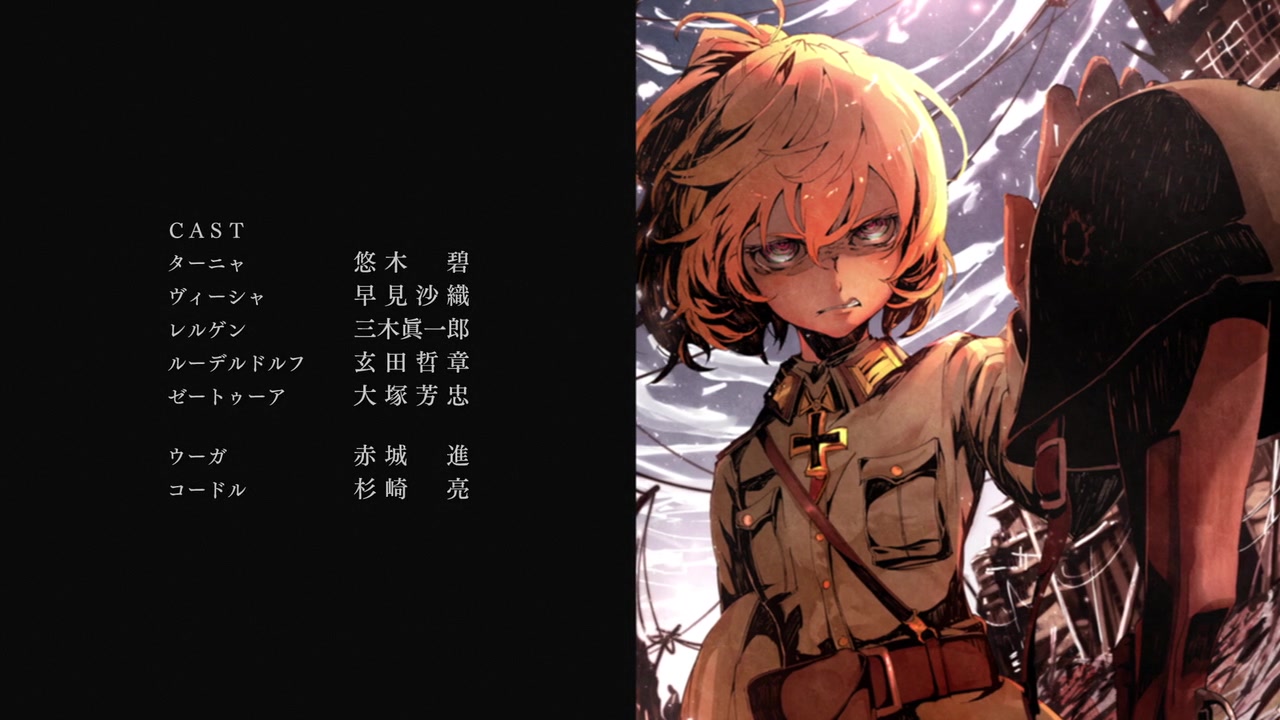 CAST
ターニャ 悠木 碧
ヴィーシャ 早見沙織
レルゲン 三木眞一郎
ルーデルドルフ 玄田哲章
ゼートゥーア 大塚芳忠
ウーガ 赤城 進
コードル 杉崎 亮